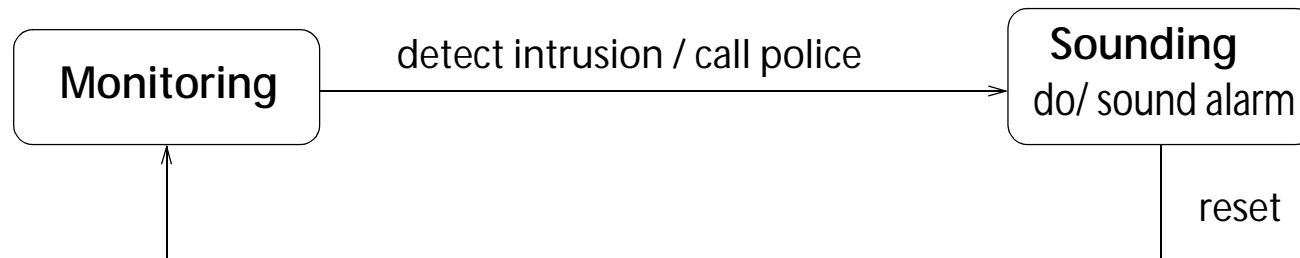 Monitoring
detect intrusion / call police
Sounding
do/ sound alarm
reset